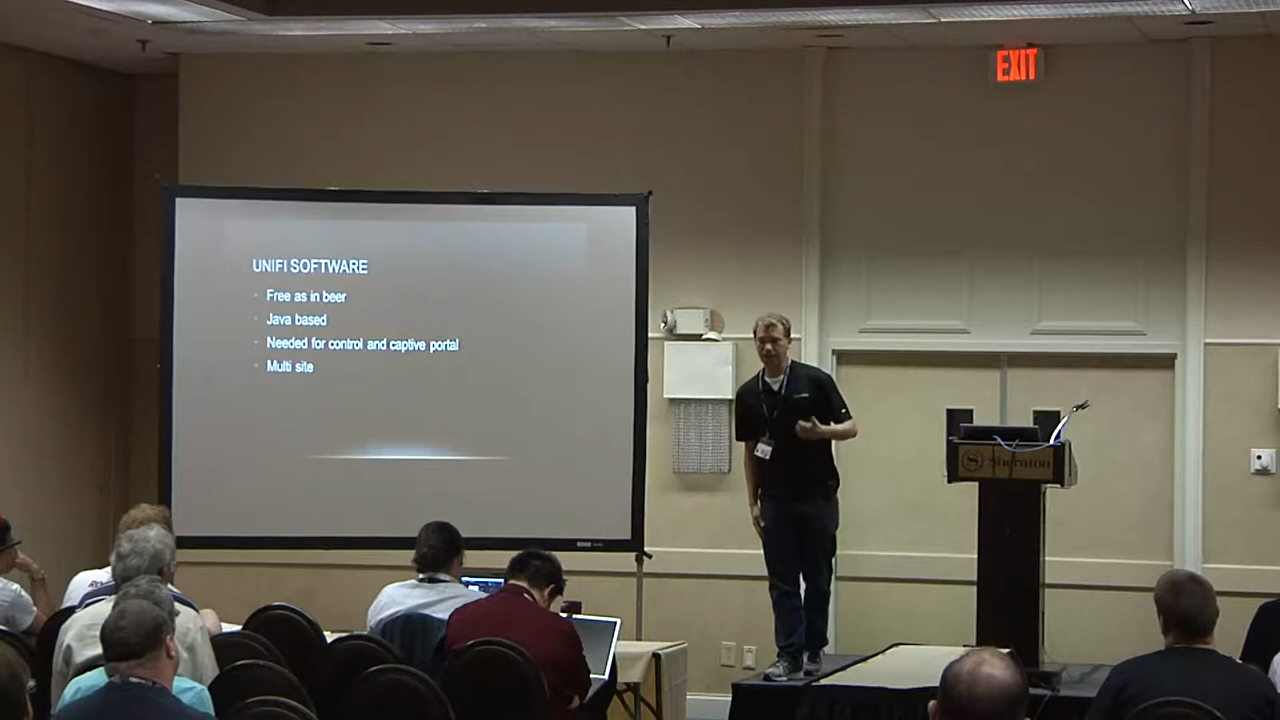 EXIT
UNIFI SOFTWARE
Free as in beer
Java based
Needed for control and captive portal
Multi site
Sheraton